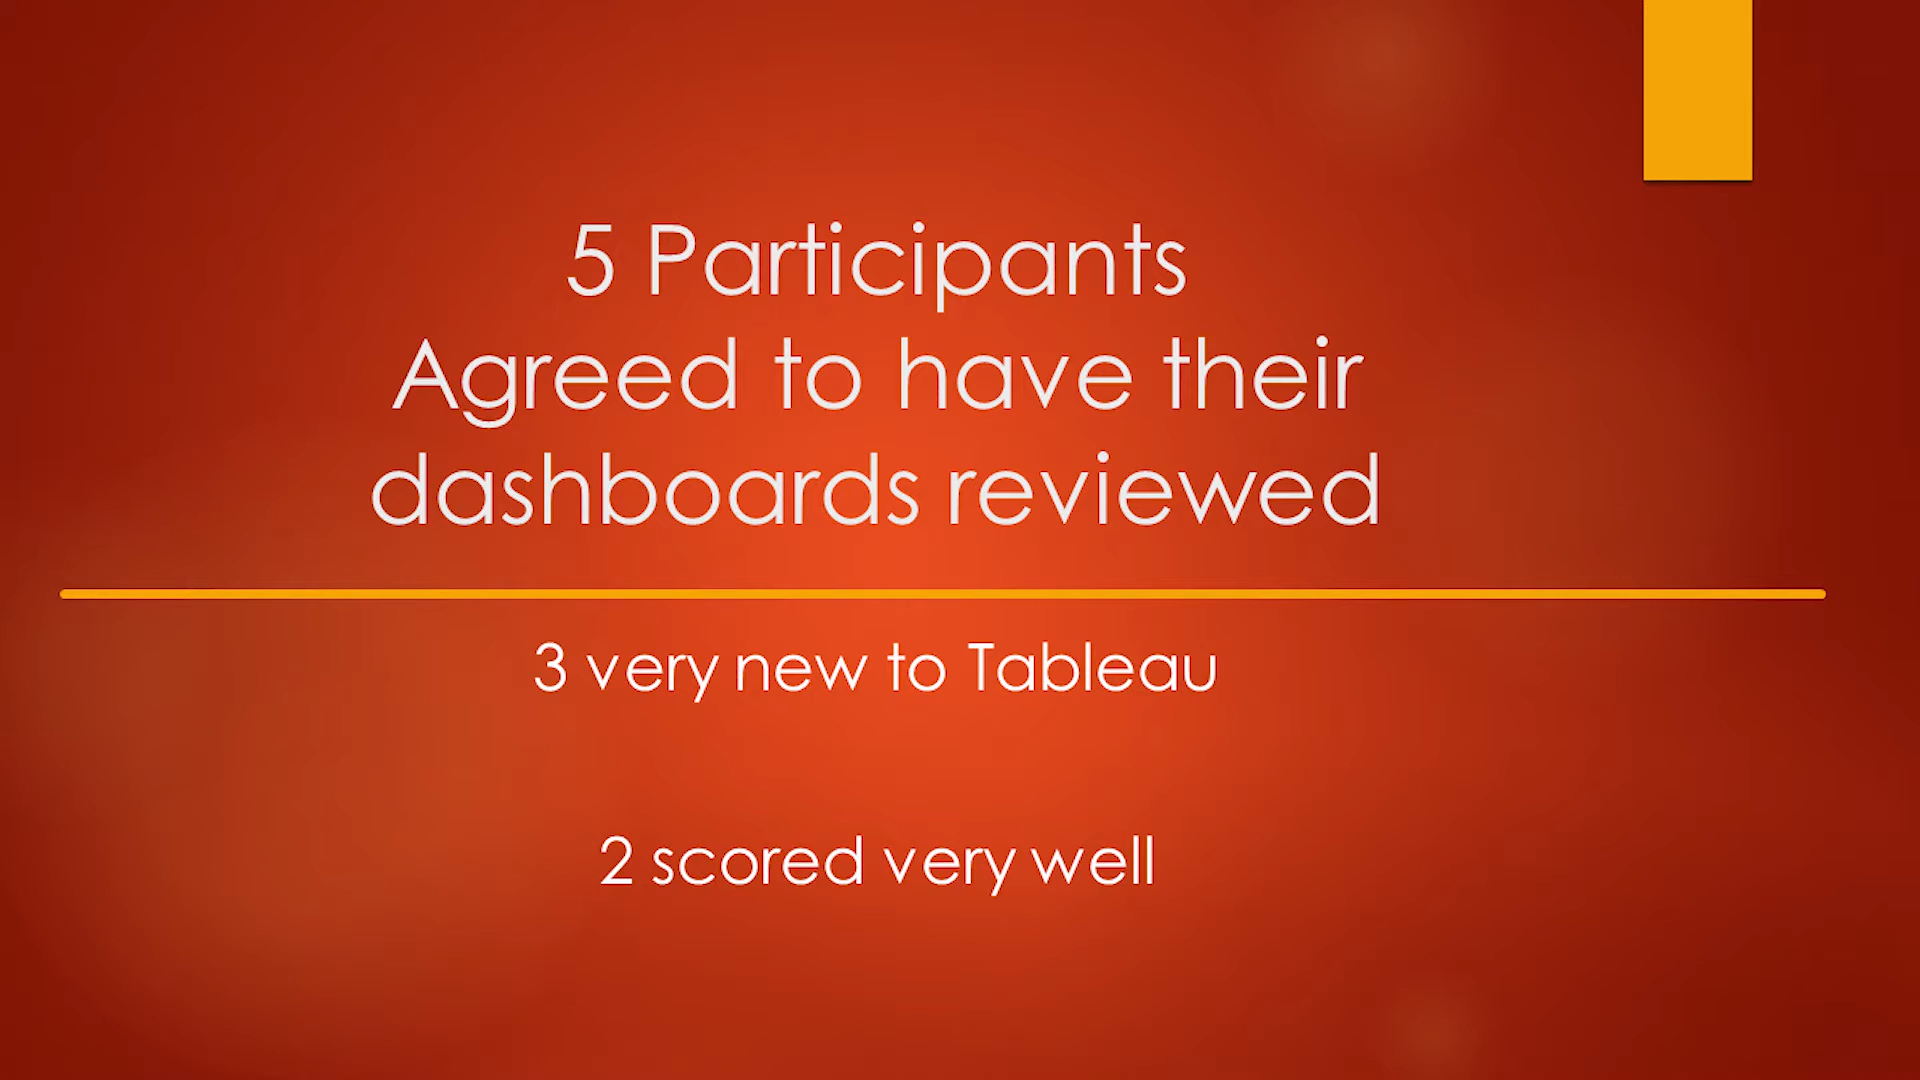 5 Participants
Agreed to have their
dashboards reviewed
3 very new to Tableau
2 scored very well